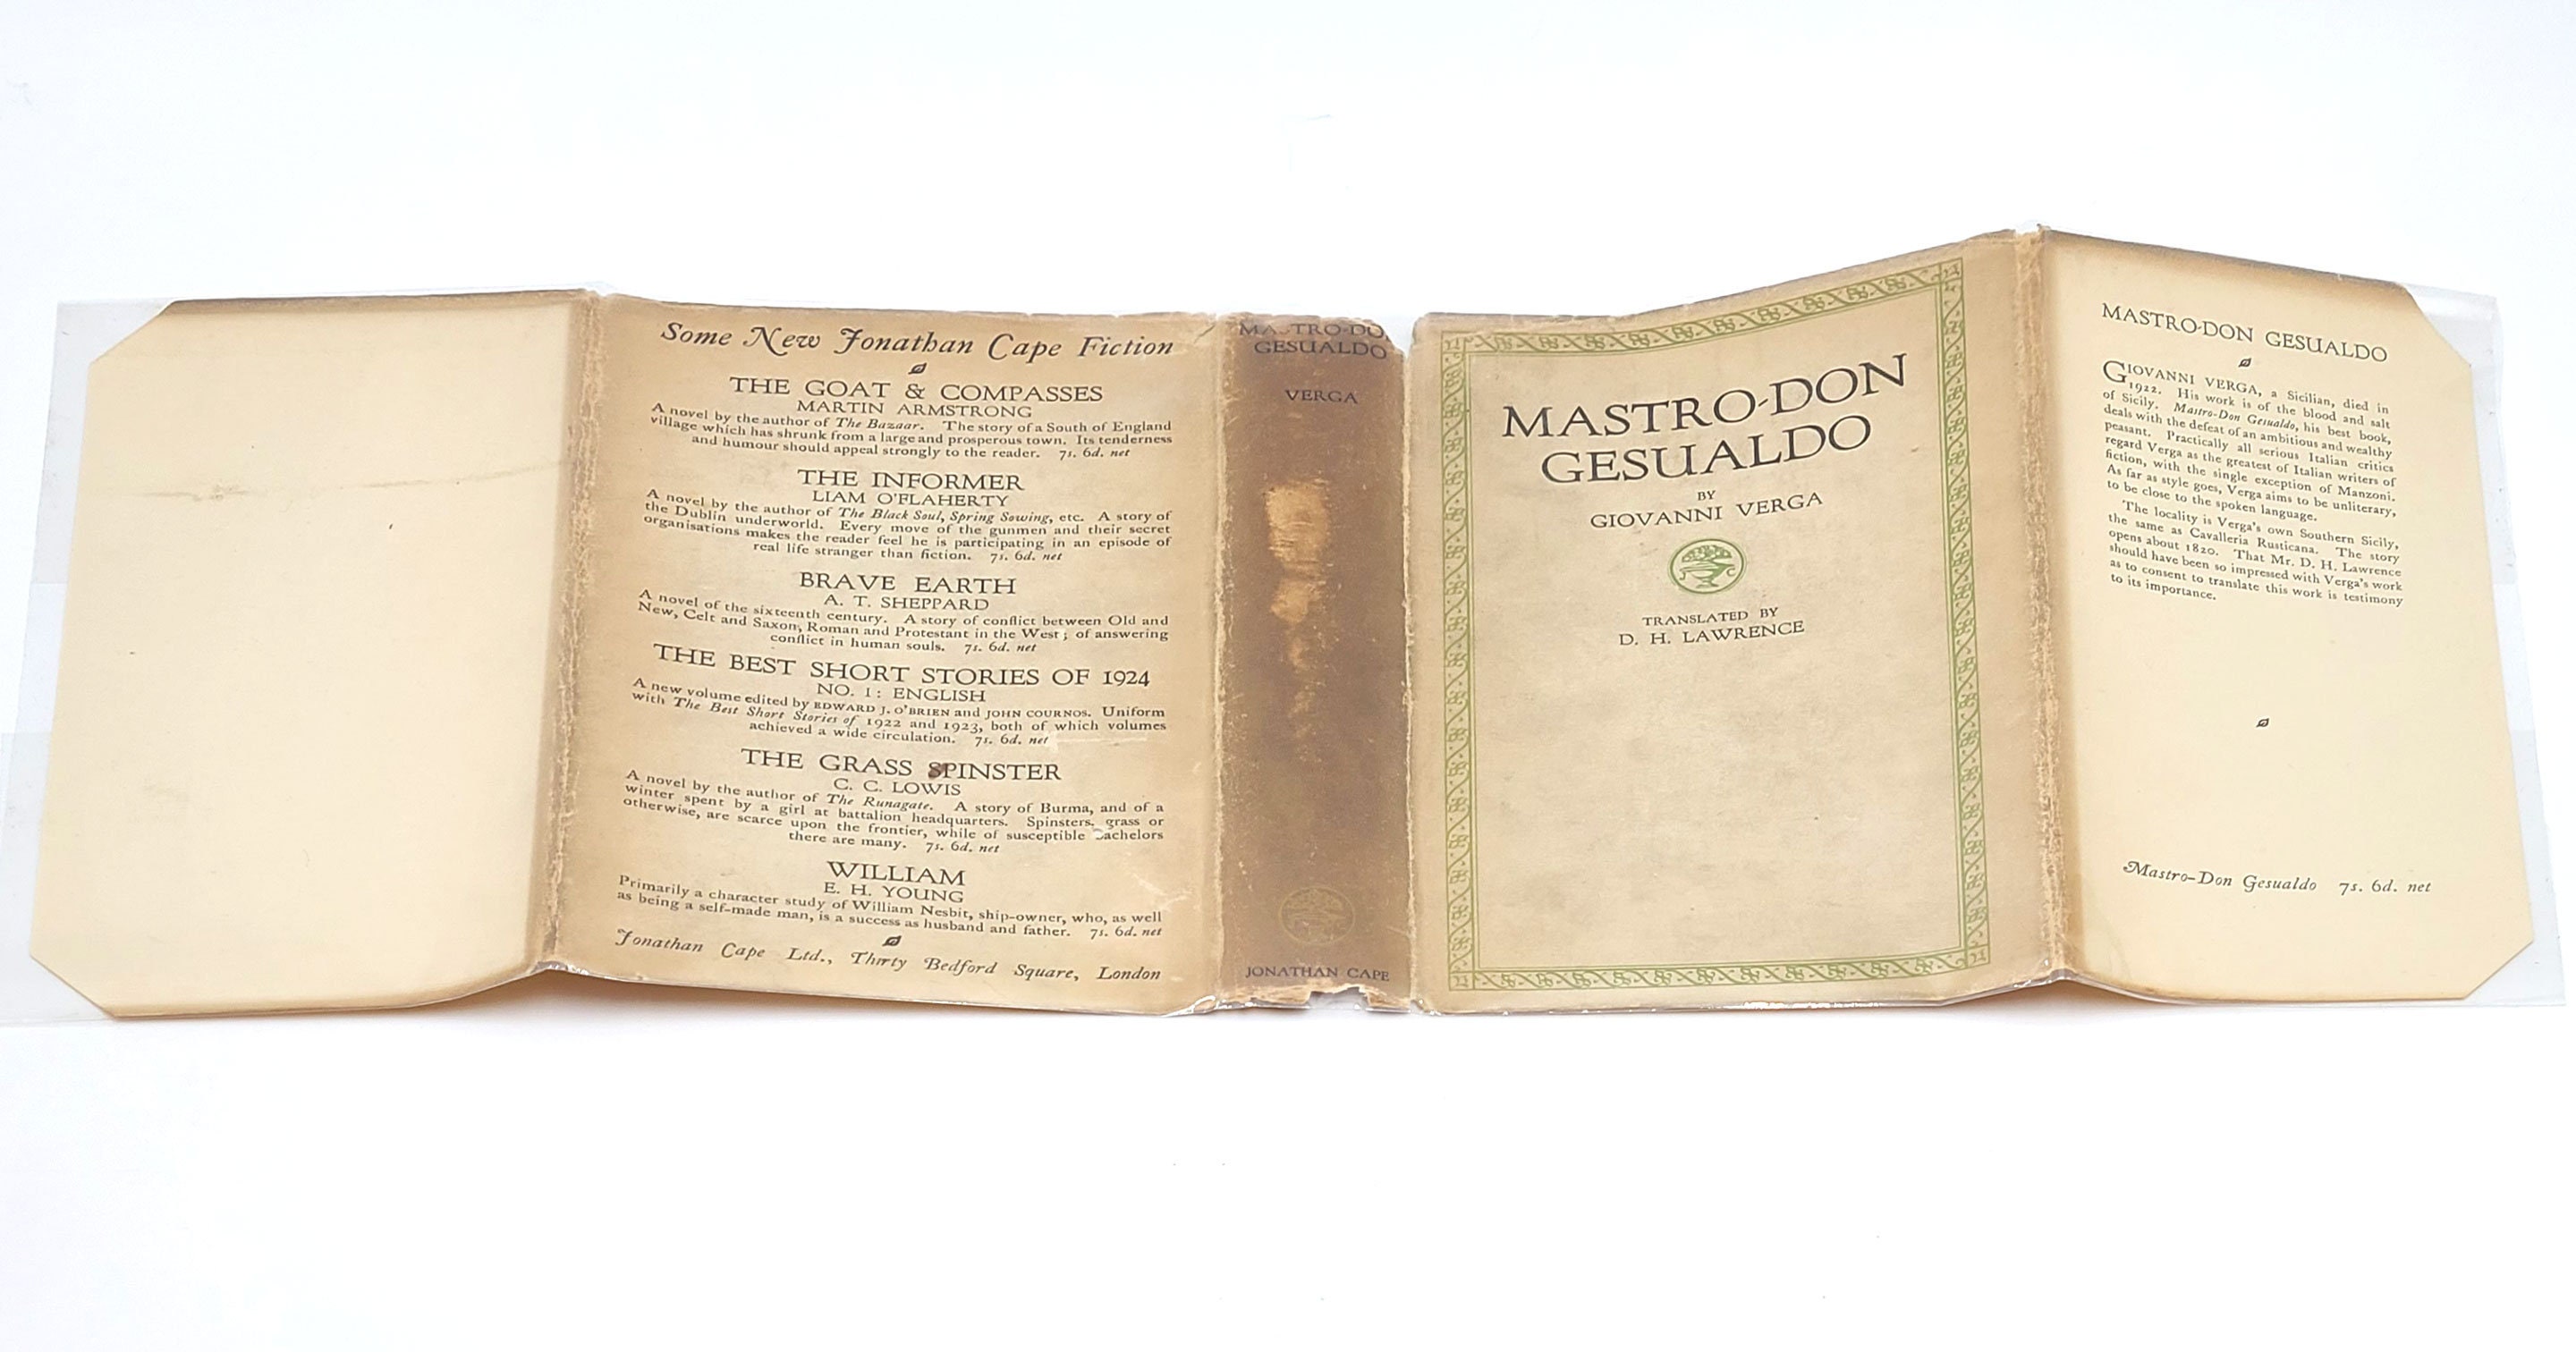 Some New Jonathan Cape Fiction
THE GOAT & COMPASSES
MARTIN ARMSTRONG
A novel by the author of The Bazaar. The story of a South of England
village which has shrunk from a large and prosperous town. Its tenderness
and humour should appeal strongly to the reader. 7s. 6d. net
THE INFORMER
LIAM O'FLAHERTY
A novel by the author of The Black Soul, Spring Sowing, etc. A story of
the Dublin underworld. Every move of the gunmen and their secret
organisations makes the reader feel he is participating in an episode of
real life stranger than fiction. 7s. 6d. net
BRAVE EARTH
A. T. SHEPPARD
A novel of the sixteenth century. A story of conflict between Old and
New, Celt and Saxon, Roman and Protestant in the West; of answering
conflict in human souls. 7s. 6d. net
THE BEST SHORT STORIES OF 1924
NO. 1: ENGLISH
A new volume edited by EDWARD J. O'BRIEN and JOHN COURNOS. Uniform
with The Best Short Stories of 1922 and 1923, both of which volumes
achieved a wide circulation. 7s. 6d. net
THE GRASS SPINSTER
C. C. LOWIS
A novel by the author of The Runagate. A story of Burma, and of a
winter spent by a girl at battalion headquarters. Spinsters, grass or
otherwise, are scarce upon the frontier, while of susceptible achelors
there are many. 7s. 6d. net
WILLIAM
E. H. YOUNG
Primarily a character study of William Nesbit, ship-owner, who, as well
as being a self-made man, is a success as husband and father. 7s. 6d. net
Jonathan Cape Ltd., Thirty Bedford Square, London
MA TRO-DO
GESUALDO
VERGA
JONATHAN CAPE
MASTRO-DON
GESUALDO
BY
GIOVANNI VERGA
TRANSLATED BY
D. H. LAWRENCE
MASTRO-DON GESUALDO
GIOVANNI VERGA, a Sicilian, died in
1922. His work is of the blood and salt
of Sicily. Mastro-Don Gesualdo, his best book,
deals with the defeat of an ambitious and wealthy
peasant. Practically all serious Italian critics
regard Verga as the greatest of Italian writers of
fiction, with the single exception of Manzoni.
As far as style goes, Verga aims to be unliterary,
to be close to the spoken language.
The locality is Verga's own Southern Sicily,
the same as Cavalleria Rusticana. The story
opens about 1820. That Mr. D. H. Lawrence
should have been so impressed with Verga's work
as to consent to translate this work is testimony
to its importance.
Mastro-Don Gesualdo 7s. 6d. net